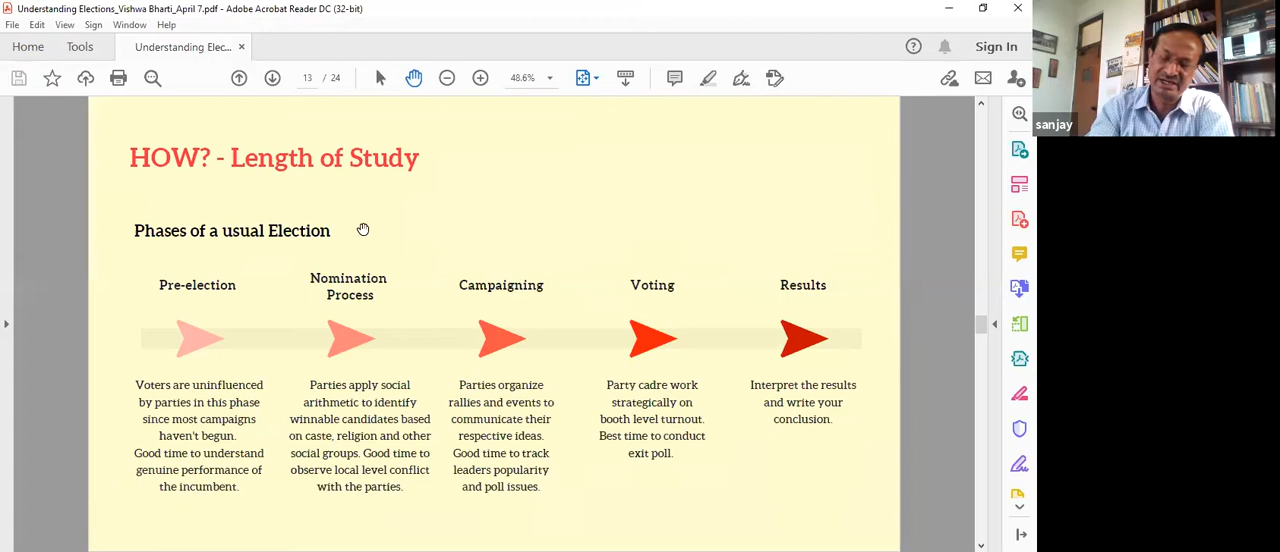 Understanding Elections_Vishwa Bharti_April 7.pdf - Adobe Acrobat Reader DC (32-bit)
File Edit View Sign Window Help
Home Tools Understanding Elec... × Sign In
13 / 24 48.6%
sanjay
HOW? - Length of Study
Phases of a usual Election
Pre-election
Voters are uninfluenced
by parties in this phase
since most campaigns
haven't begun.
Good time to understand
genuine performance of
the incumbent.
Nomination
Process
Parties apply social
arithmetic to identify
winnable candidates based
on caste, religion and other
social groups. Good time to
observe local level conflict
with the parties.
Campaigning
Parties organize
rallies and events to
communicate their
respective ideas.
Good time to track
leaders popularity
and poll issues.
Voting
Party cadre work
strategically on
booth level turnout.
Best time to conduct
exit poll.
Results
Interpret the results
and write your
conclusion.